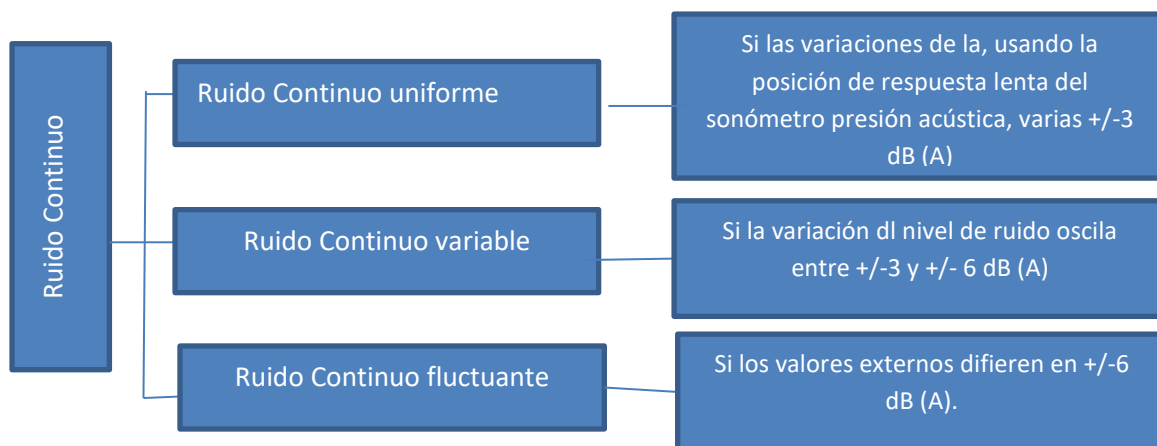 Ruido Continuo
Ruido Continuo uniforme
Si las variaciones de la, usando la
posición de respuesta lenta del
sonómetro presión acústica, varias +/-3
dB (A)
Ruido Continuo variable
Si la variación dl nivel de ruido oscila
entre +/-3 y +/- 6 dB (A)
Ruido Continuo fluctuante
Si los valores externos difieren en +/-6
dB (A).